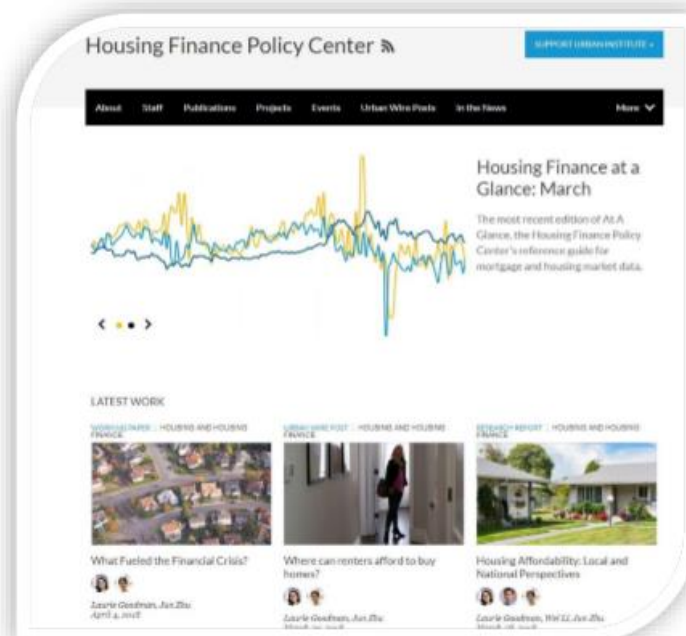 Housing Finance Policy Center
SUPPORT URBAN INSTITUTE »
About Staff Publications Projects Events Urban Wire Posts In the News More
Housing Finance at a
Glance: March
The most recent edition of At A
Glance, the Housing Finance Policy
Center's reference guide for
mortgage and housing market data.
LATEST WORK
WORKING PAPER | HOUSING AND HOUSING
FINANCE
URBAN WIRE POST | HOUSING AND HOUSING
FINANCE
RESEARCH REPORT | HOUSING AND HOUSING
FINANCE
What Fueled the Financial Crisis?
Laurie Goodman, Jun Zhu
April 4, 2018
Where can renters afford to buy
homes?
Laurie Goodman, Jun Zhu
Housing Affordability: Local and
National Perspectives
Laurie Goodman, Wei Li, Jun Zhu